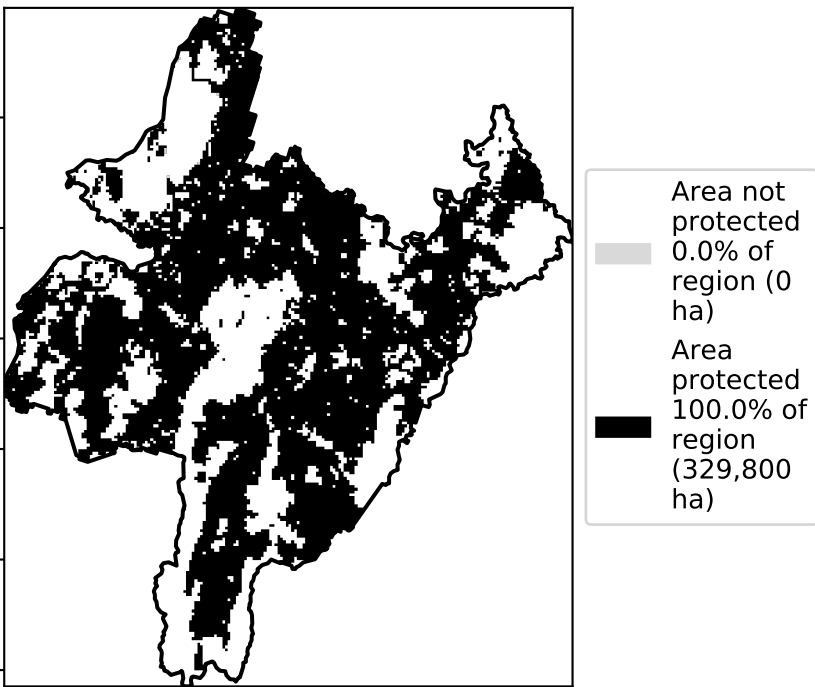 Area not
protected
0.0% of
region (0
ha)
Area
protected
100.0% of
region
(329,800
ha)